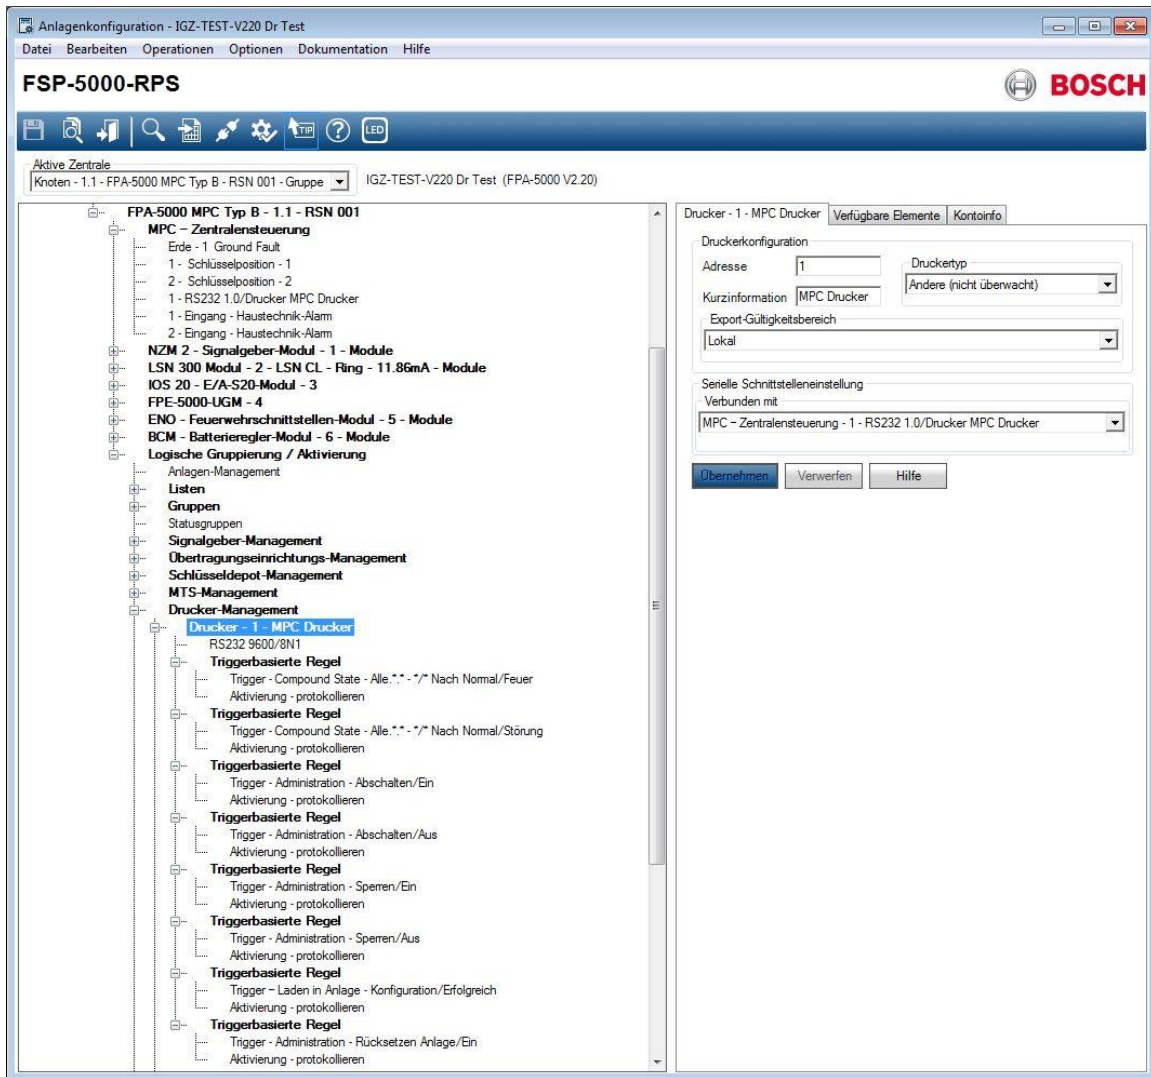 Anlagenkonfiguration - IGZ-TEST-V220 Dr Test
Datei Bearbeiten Operationen Optionen Dokumentation Hilfe
FSP-5000-RPS
BOSCH
TIP ? LED
Aktive Zentrale
Knoten - 1.1 - FPA-5000 MPC Typ B - RSN 001 - Gruppe
IGZ-TEST-V220 Dr Test (FPA-5000 V2.20)
FPA-5000 MPC Typ B - 1.1 - RSN 001
MPC – Zentralensteuerung
Erde - 1 Ground Fault
1 - Schlüsselposition - 1
2 - Schlüsselposition - 2
1 - RS232 1.0/Drucker MPC Drucker
1 - Eingang - Haustechnik-Alarm
2 - Eingang - Haustechnik-Alarm
NZM 2 - Signalgeber-Modul - 1 - Module
LSN 300 Modul - 2 - LSN CL - Ring - 11.86mA - Module
IOS 20 - E/A-S20-Modul - 3
FPE-5000-UGM - 4
ENO - Feuerwehrschnittstellen-Modul - 5 - Module
BCM - Batterieregler-Modul - 6 - Module
Logische Gruppierung / Aktivierung
Anlagen-Management
Listen
Gruppen
Statusgruppen
Signalgeber-Management
Übertragungseinrichtungs-Management
Schlüsseldepot-Management
MTS-Management
Drucker-Management
Drucker - 1 - MPC Drucker
RS232 9600/8N1
Triggerbasierte Regel
Trigger - Compound State - Alle.*.* - */* Nach Normal/Feuer
Aktivierung - protokollieren
Triggerbasierte Regel
Trigger - Compound State - Alle.*.* - */* Nach Normal/Störung
Aktivierung - protokollieren
Triggerbasierte Regel
Trigger - Administration - Abschalten/Ein
Aktivierung - protokollieren
Triggerbasierte Regel
Trigger - Administration - Abschalten/Aus
Aktivierung - protokollieren
Triggerbasierte Regel
Trigger - Administration - Sperren/Ein
Aktivierung - protokollieren
Triggerbasierte Regel
Trigger - Administration - Sperren/Aus
Aktivierung - protokollieren
Triggerbasierte Regel
Trigger – Laden in Anlage - Konfiguration/Erfolgreich
Aktivierung - protokollieren
Triggerbasierte Regel
Trigger - Administration - Rücksetzen Anlage/Ein
Aktivierung - protokollieren
Drucker - 1 - MPC Drucker Verfügbare Elemente Kontoinfo
Druckerkonfiguration
Adresse 1
Druckertyp
Andere (nicht überwacht)
Kurzinformation MPC Drucker
Export-Gültigkeitsbereich
Lokal
Serielle Schnittstelleneinstellung
Verbunden mit
MPC – Zentralensteuerung - 1 - RS232 1.0/Drucker MPC Drucker
Übernehmen Verwerfen Hilfe